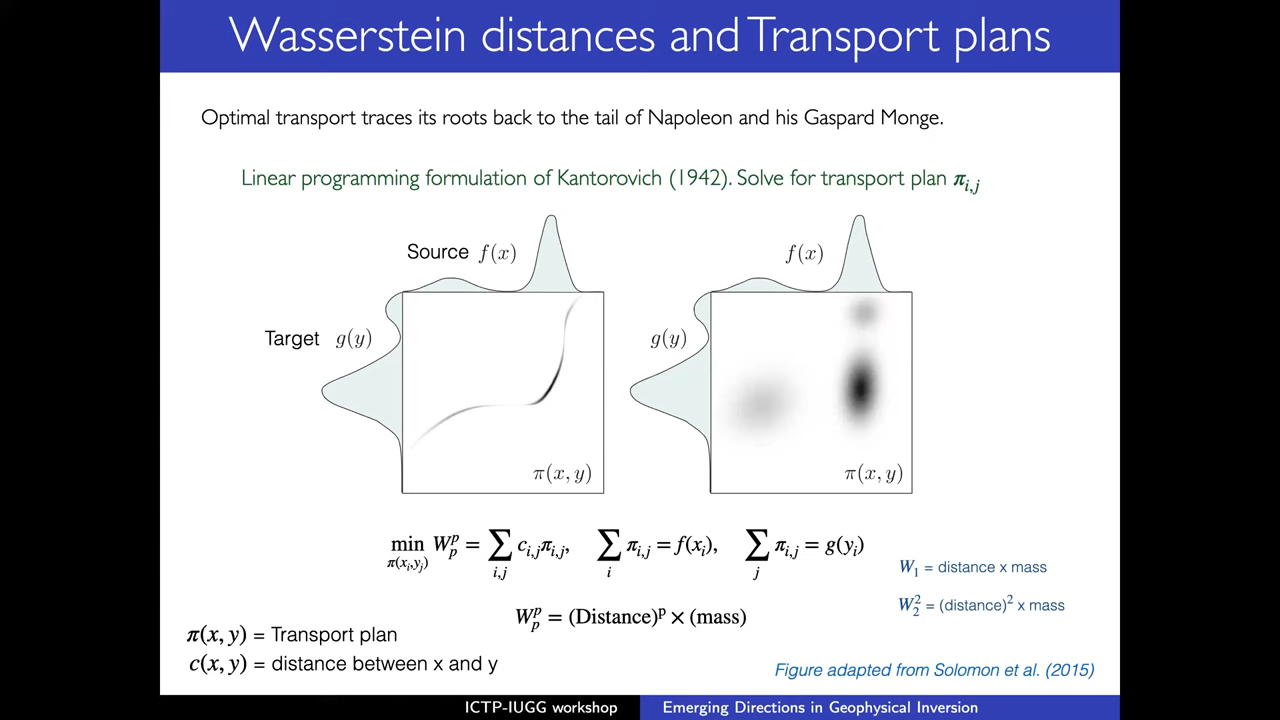 Wasserstein distances and Transport plans
Optimal transport traces its roots back to the tail of Napoleon and his Gaspard Monge.
Linear programming formulation of Kantorovich (1942). Solve for transport plan π_{i,j}
Source f(x)
f(x)
Target g(y)
g(y)
π(x, y)
π(x, y)
min_{π(x_i,y_j)} W_p^p = ∑_{i,j} c_{i,j}π_{i,j}, ∑_i π_{i,j} = f(x_i), ∑_j π_{i,j} = g(y_i)
W_1 = distance x mass
W_2^2 = (distance)^2 x mass
W_p^p = (Distance)^p × (mass)
π(x, y) = Transport plan
c(x, y) = distance between x and y
Figure adapted from Solomon et al. (2015)
ICTP-IUGG workshop
Emerging Directions in Geophysical Inversion